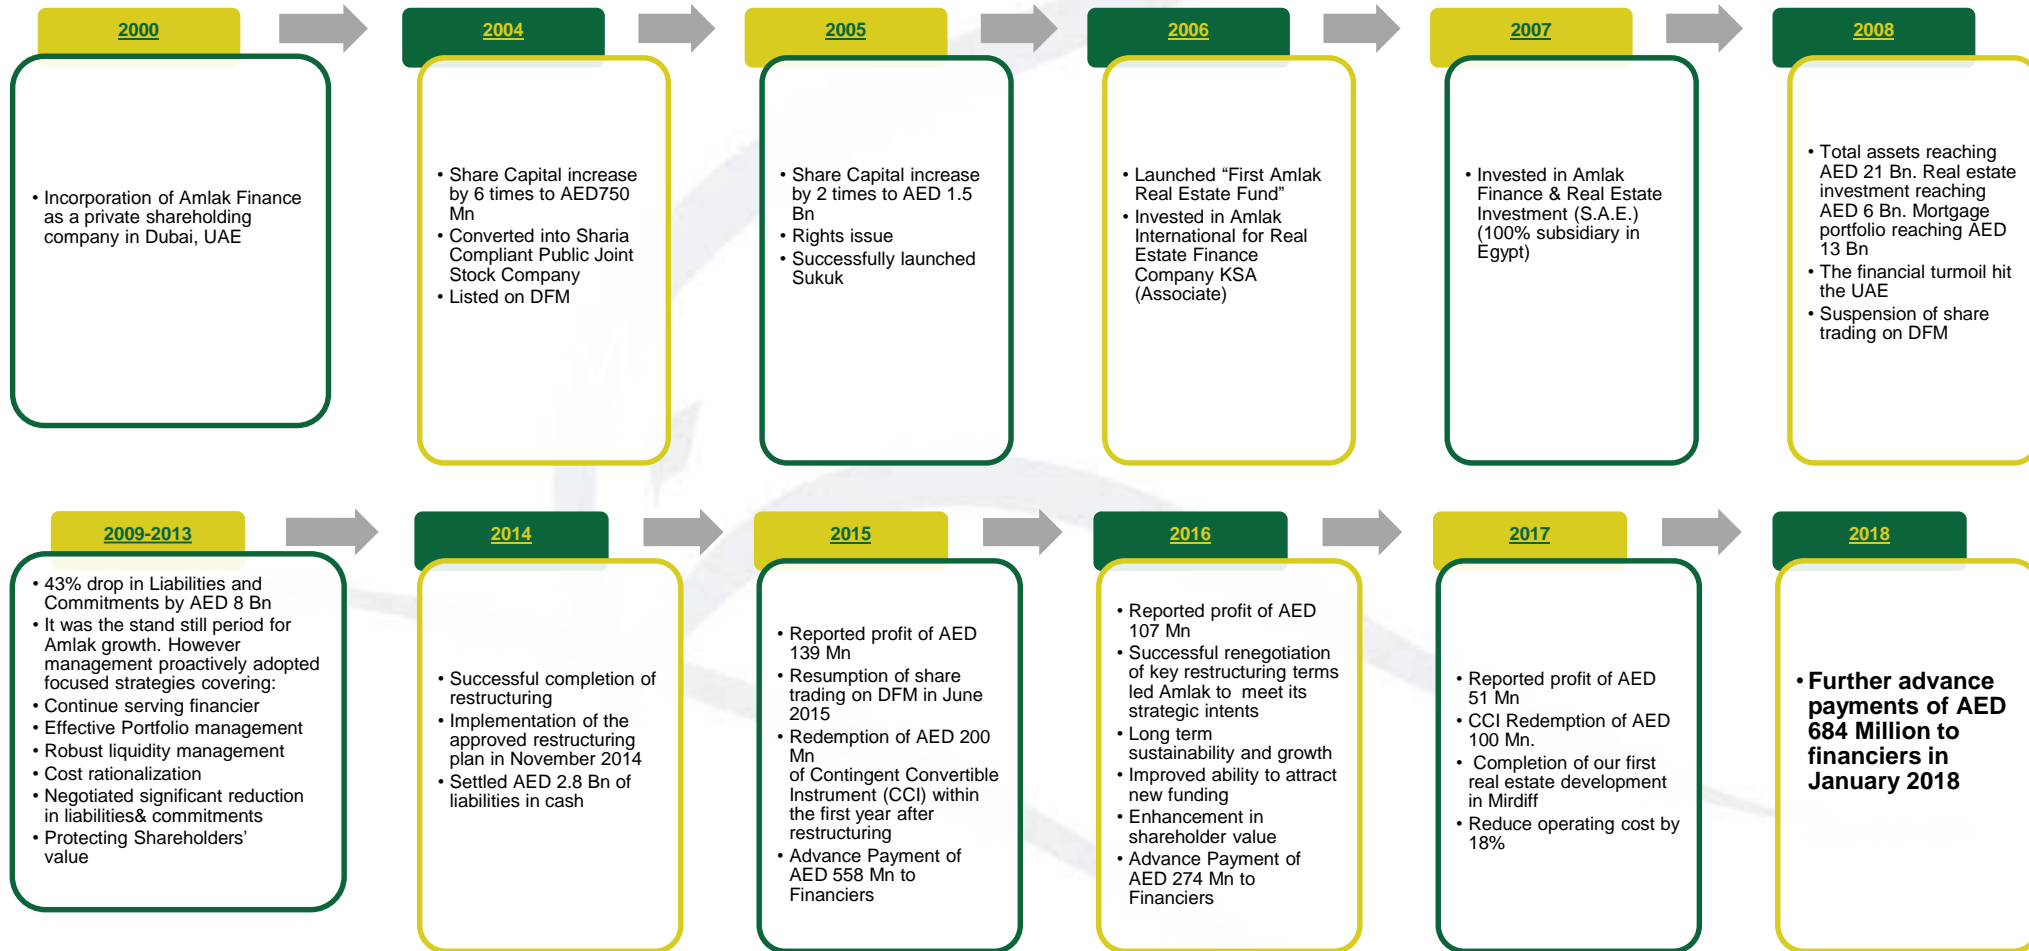 2000
• Incorporation of Amlak Finance
as a private shareholding
company in Dubai, UAE
2004
• Share Capital increase
by 6 times to AED750
Mn
• Converted into Sharia
Compliant Public Joint
Stock Company
• Listed on DFM
2005
• Share Capital increase
by 2 times to AED 1.5
Bn
• Rights issue
• Successfully launched
Sukuk
2006
• Launched “First Amlak
Real Estate Fund”
• Invested in Amlak
International for Real
Estate Finance
Company KSA
(Associate)
2007
• Invested in Amlak
Finance & Real Estate
Investment (S.A.E.)
(100% subsidiary in
Egypt)
2008
• Total assets reaching
AED 21 Bn. Real estate
investment reaching
AED 6 Bn. Mortgage
portfolio reaching AED
13 Bn
• The financial turmoil hit
the UAE
• Suspension of share
trading on DFM
2009-2013
• 43% drop in Liabilities and
Commitments by AED 8 Bn
• It was the stand still period for
Amlak growth. However
management proactively adopted
focused strategies covering:
• Continue serving financier
• Effective Portfolio management
• Robust liquidity management
• Cost rationalization
• Negotiated significant reduction
in liabilities& commitments
• Protecting Shareholders’
value
2014
• Successful completion of
restructuring
• Implementation of the
approved restructuring
plan in November 2014
• Settled AED 2.8 Bn of
liabilities in cash
2015
• Reported profit of AED
139 Mn
• Resumption of share
trading on DFM in June
2015
• Redemption of AED 200
Mn
of Contingent Convertible
Instrument (CCI) within
the first year after
restructuring
• Advance Payment of
AED 558 Mn to
Financiers
2016
• Reported profit of AED
107 Mn
• Successful renegotiation
of key restructuring terms
led Amlak to meet its
strategic intents
• Long term
sustainability and growth
• Improved ability to attract
new funding
• Enhancement in
shareholder value
• Advance Payment of
AED 274 Mn to
Financiers
2017
• Reported profit of AED
51 Mn
• CCI Redemption of AED
100 Mn.
• Completion of our first
real estate development
in Mirdiff
• Reduce operating cost by
18%
2018
• Further advance
payments of AED
684 Million to
financiers in
January 2018